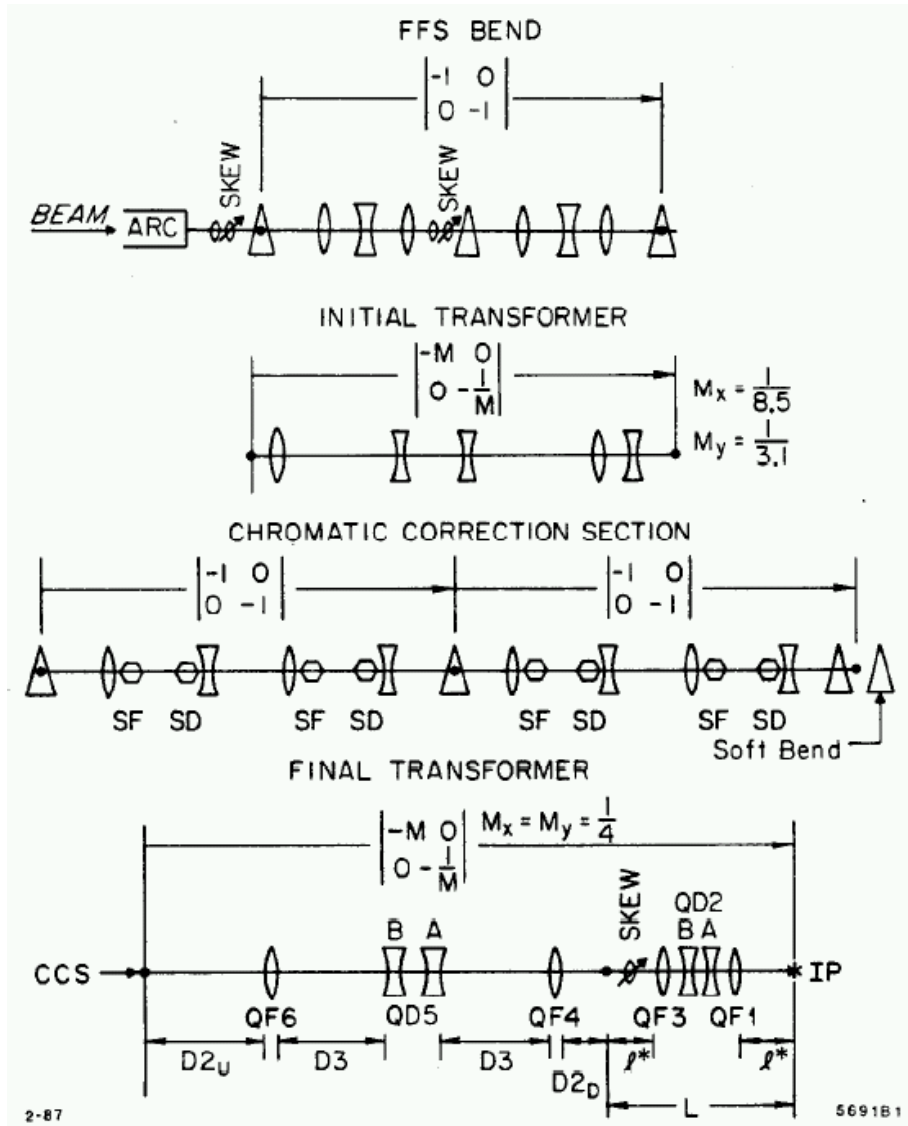 FFS BEND
|-1 0|
|0 -1|
SKEW
SKEW
BEAM
ARC
INITIAL TRANSFORMER
|-M 0|
|0 -1/M|
Mx = 1/8.5
My = 1/3.1
CHROMATIC CORRECTION SECTION
|-1 0|
|0 -1|
|-1 0|
|0 -1|
SF SD SF SD SF SD SF SD
Soft Bend
FINAL TRANSFORMER
|-M 0|
|0 -1/M|
Mx = My = 1/4
SKEW
QD2
B A
B A
CCS
* IP
QF6 QD5 QF4 QF3 QF1
D2U D3 D3 D2D ℓ* ℓ*
L
2-87
5691B1